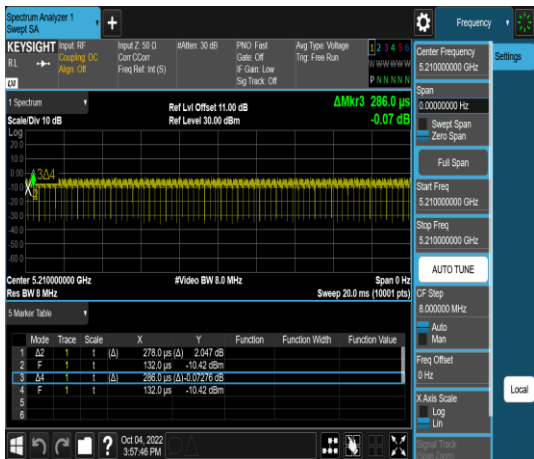 Spectrum Analyzer 1
Swept SA
+
Frequency
KEYSIGHT
RL
Input: RF
Coupling: DC
Align: Off
Input Z: 50 Ω
Corr CCorr
Freq Ref: Int (S)
#Atten: 30 dB
PNO: Fast
Gate: Off
IF Gain: Low
Sig Track: Off
Avg Type: Voltage
Trig: Free Run
1 2 3 4 5 6
W W W W W W
P N N N N N
1 Spectrum
Scale/Div 10 dB
Ref Lvl Offset 11.00 dB
Ref Level 30.00 dBm
ΔMkr3 286.0 µs
-0.07 dB
Log
20.0
10.0
0.00
-10.0
-20.0
-30.0
-40.0
-50.0
-60.0
3Δ4
Center 5.210000000 GHz
Res BW 8 MHz
#Video BW 8.0 MHz
Span 0 Hz
Sweep 20.0 ms (10001 pts)
5 Marker Table
Mode Trace Scale X Y Function Function Width Function Value
1 Δ2 1 t (Δ) 278.0 µs (Δ) 2.047 dB
2 F 1 t 132.0 µs -10.42 dBm
3 Δ4 1 t (Δ) 286.0 µs (Δ) -0.07276 dB
4 F 1 t 132.0 µs -10.42 dBm
5
6
Oct 04, 2022
3:57:46 PM
?
Center Frequency
5.210000000 GHz
Span
0.00000000 Hz
Swept Span
Zero Span
Full Span
Start Freq
5.210000000 GHz
Stop Freq
5.210000000 GHz
AUTO TUNE
CF Step
8.000000 MHz
Auto
Man
Freq Offset
0 Hz
X Axis Scale
Log
Lin
Signal Track
(Span Zoom)
Settings
Local